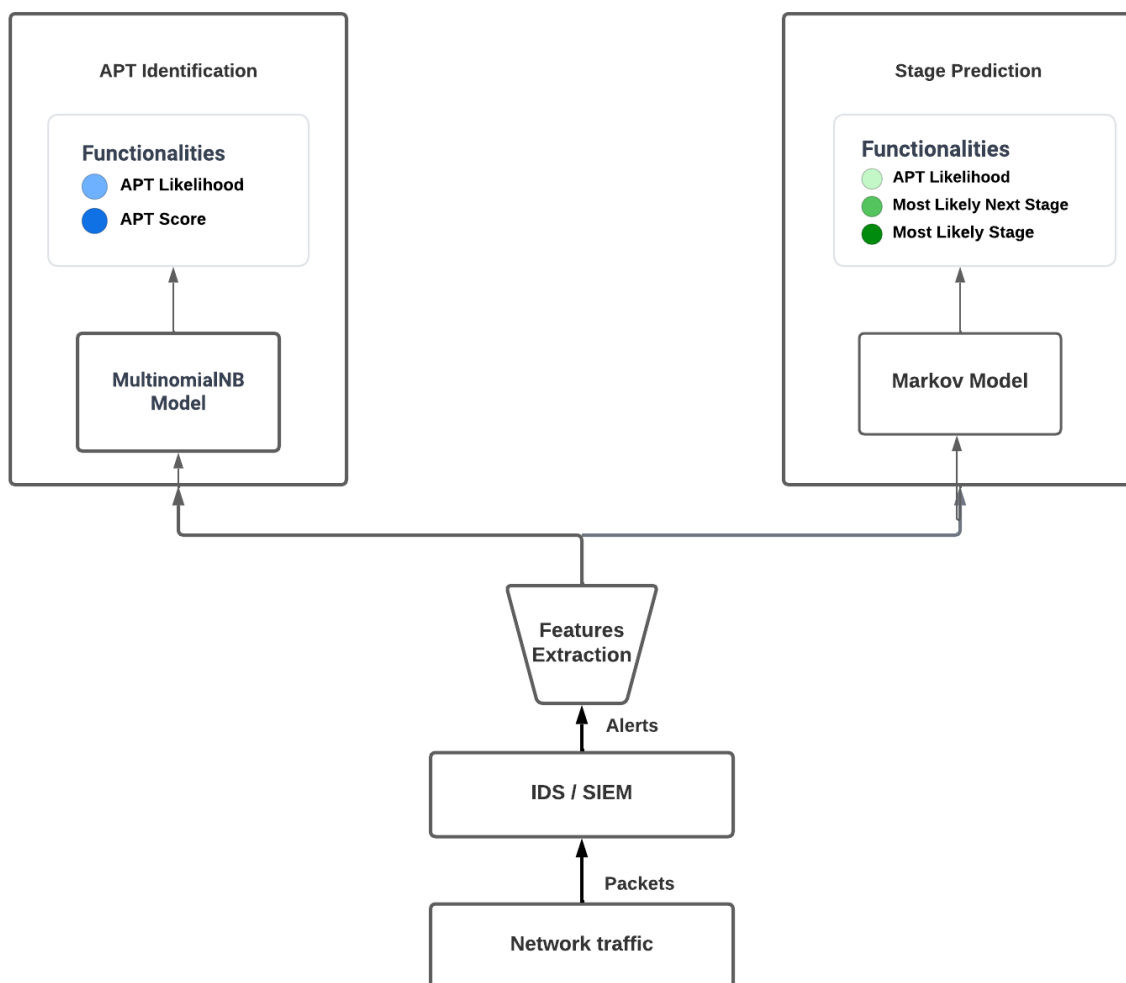 APT Identification
Functionalities
APT Likelihood
APT Score
MultinomialNB
Model
Stage Prediction
Functionalities
APT Likelihood
Most Likely Next Stage
Most Likely Stage
Markov Model
Features
Extraction
Alerts
IDS / SIEM
Packets
Network traffic